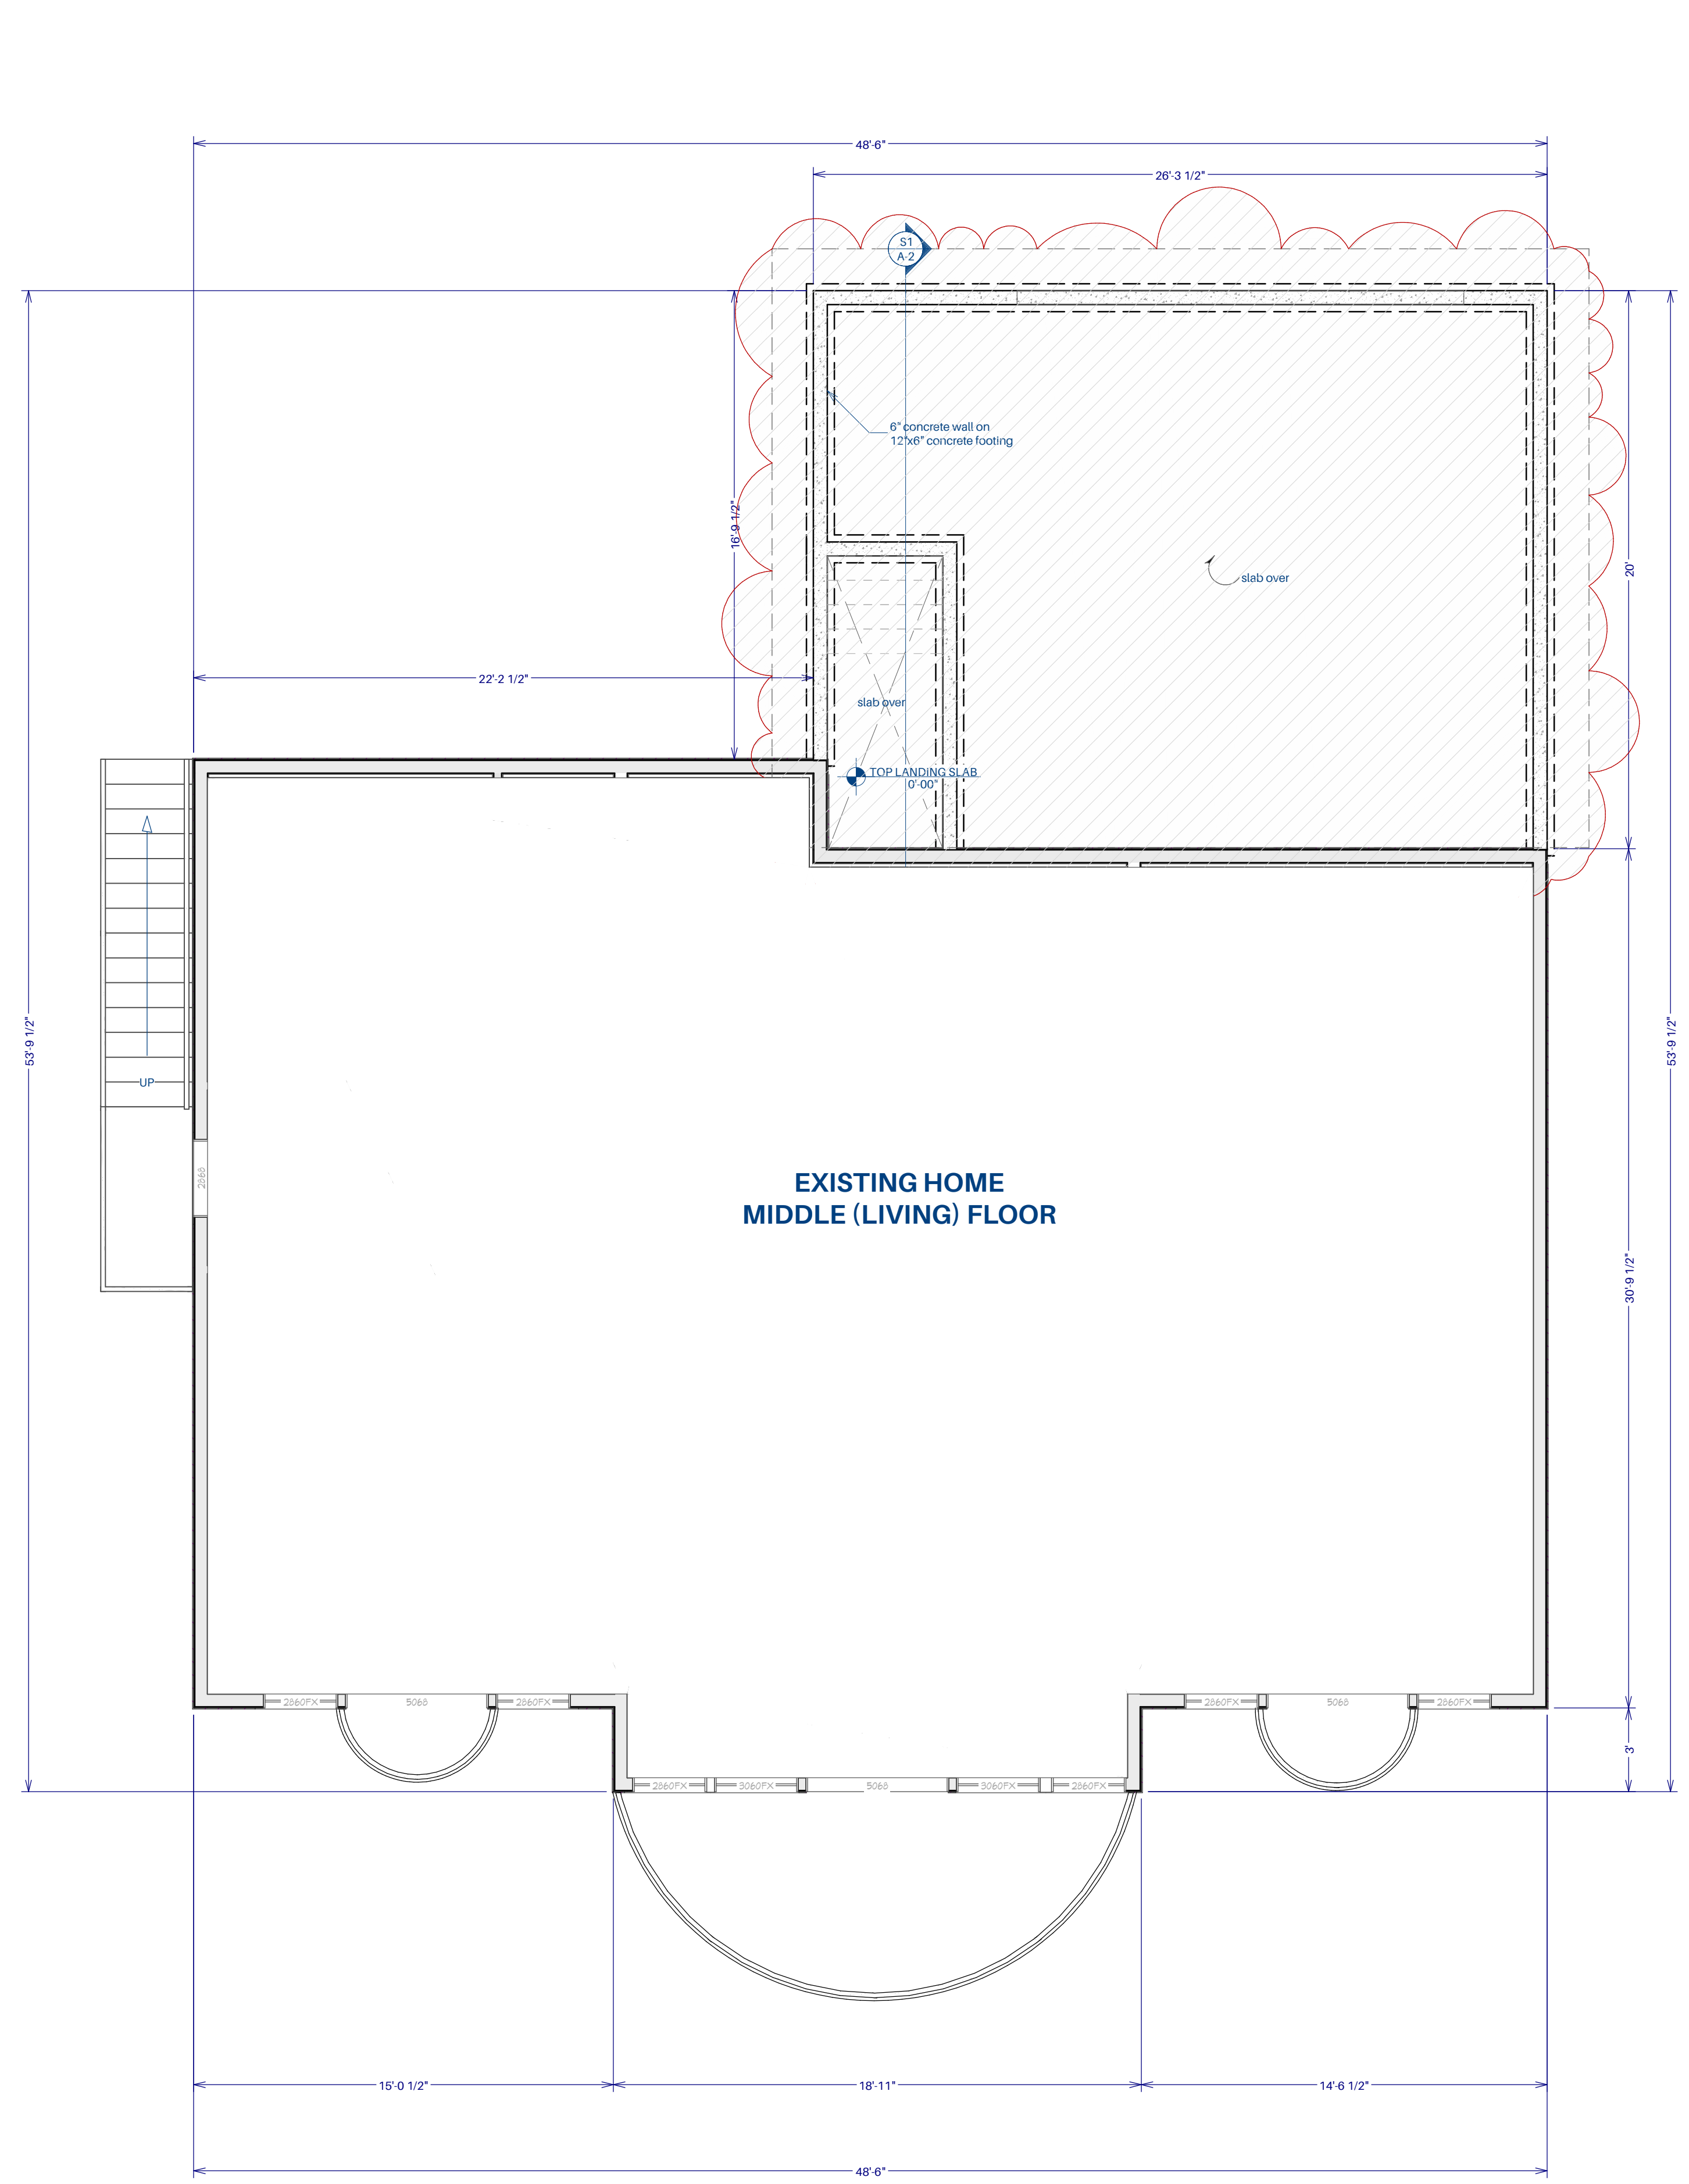 48'-6"
26'-3 1/2"
S1
A-2
6" concrete wall on
12"x6" concrete footing
16'-9 1/2"
20'
slab over
22'-2 1/2"
slab over
TOP LANDING SLAB
0'-00"
53'-9 1/2"
53'-9 1/2"
UP
2868
EXISTING HOME
MIDDLE (LIVING) FLOOR
30'-9 1/2"
2860FX
5068
2860FX
2860FX
5068
2860FX
3'
2860FX
3060FX
5068
3060FX
2860FX
15'-0 1/2"
18'-11"
14'-6 1/2"
48'-6"